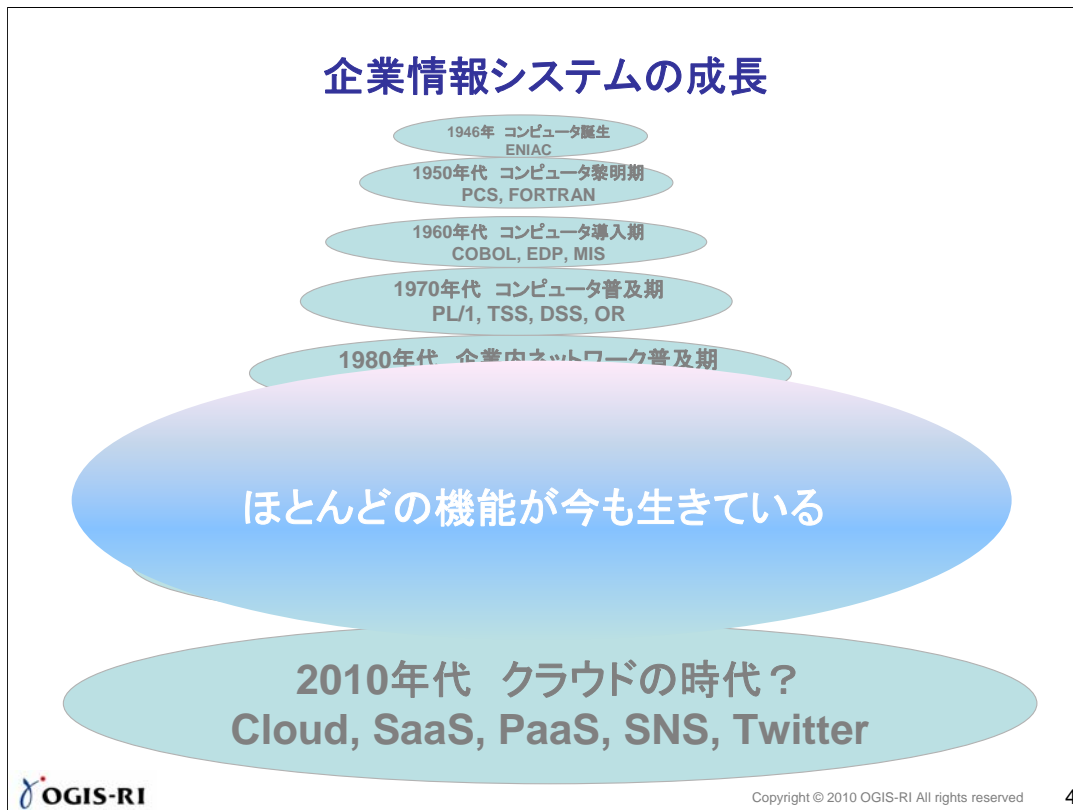 企業情報システムの成長
1946年 コンピュータ誕生
ENIAC
1950年代 コンピュータ黎明期
PCS, FORTRAN
1960年代 コンピュータ導入期
COBOL, EDP, MIS
1970年代 コンピュータ普及期
PL/1, TSS, DSS, OR
1980年代 企業内ネットワーク普及期
ほとんどの機能が今も生きている
2010年代 クラウドの時代？
Cloud, SaaS, PaaS, SNS, Twitter
OGIS-RI
Copyright © 2010 OGIS-RI All rights reserved 4